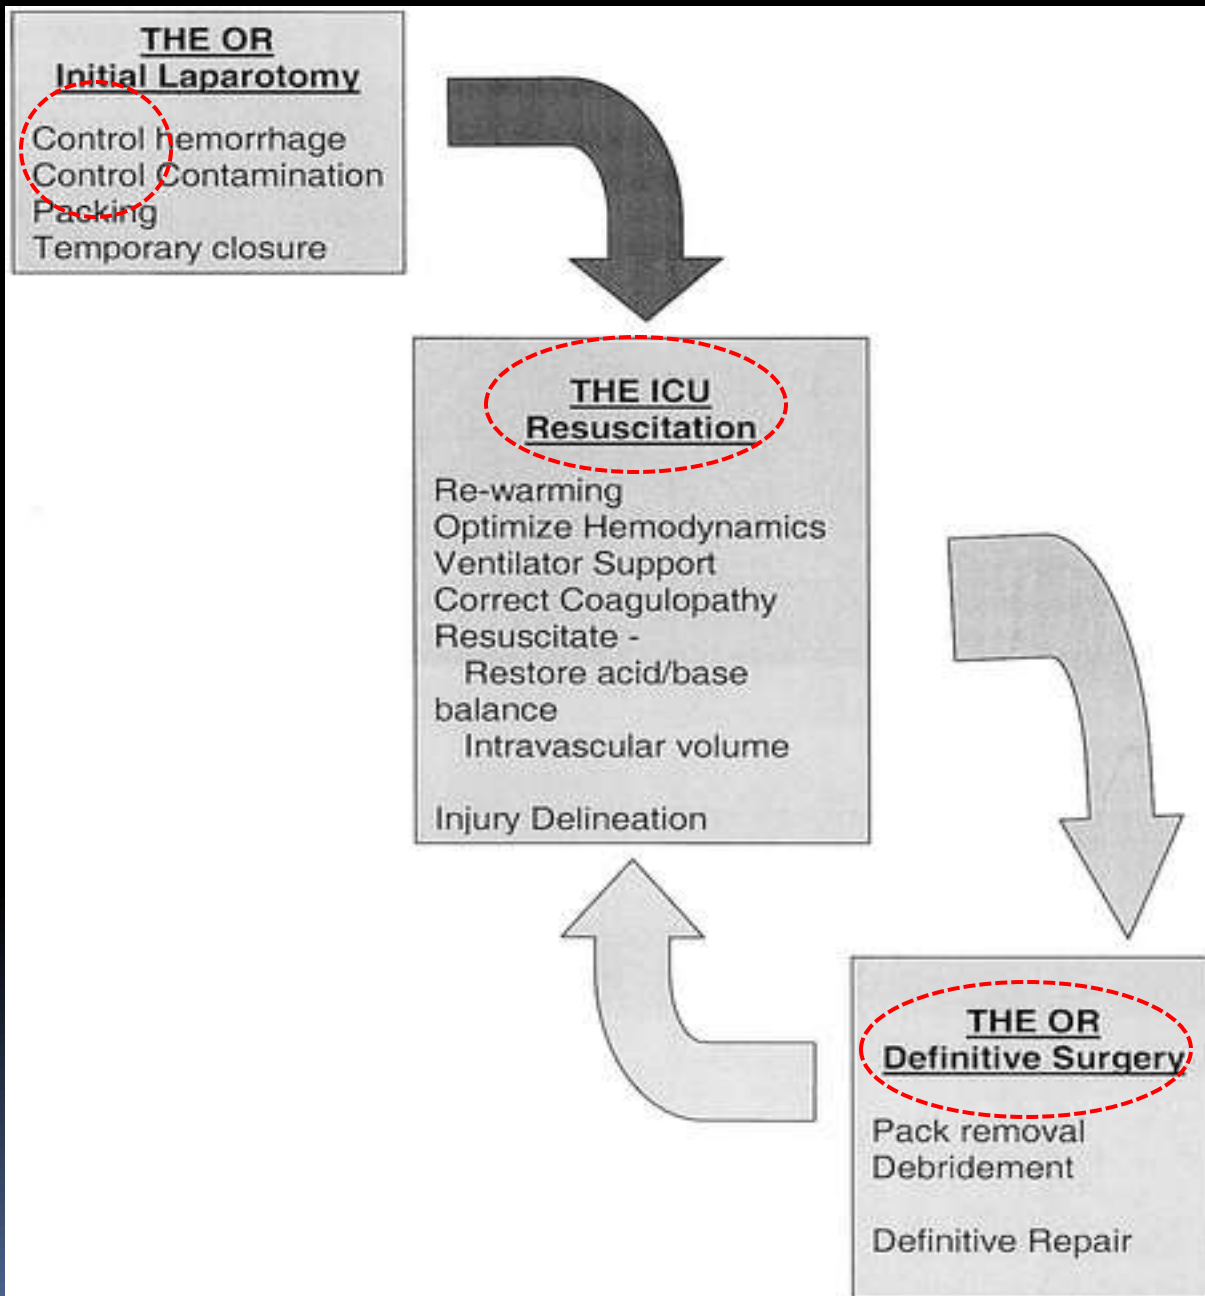 THE OR
Initial Laparotomy
Control hemorrhage
Control Contamination
Packing
Temporary closure
THE ICU
Resuscitation
Re-warming
Optimize Hemodynamics
Ventilator Support
Correct Coagulopathy
Resuscitate -
Restore acid/base
balance
Intravascular volume
Injury Delineation
THE OR
Definitive Surgery
Pack removal
Debridement
Definitive Repair